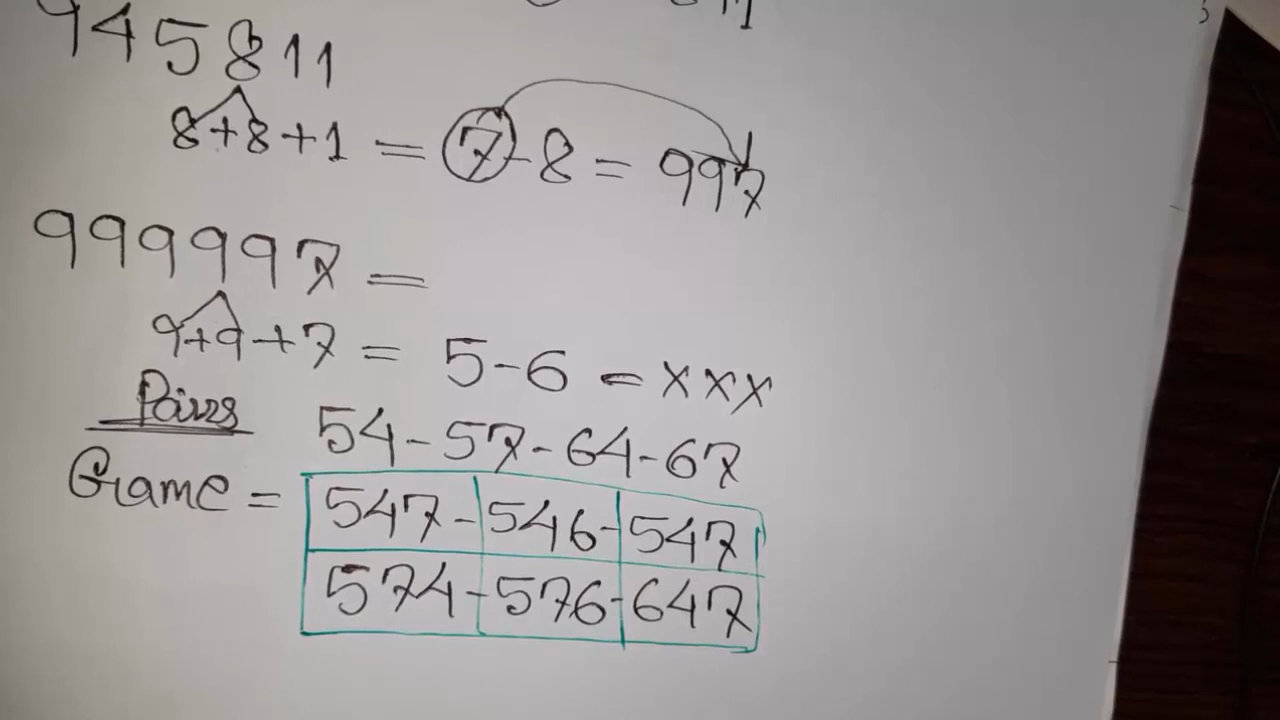 945811
8+8+1 = 7-8 = 997
999997 =
9+9+7 = 5-6 = xxx
Pairs 54-57-64-67
Game = 547-546-547
574-576-647